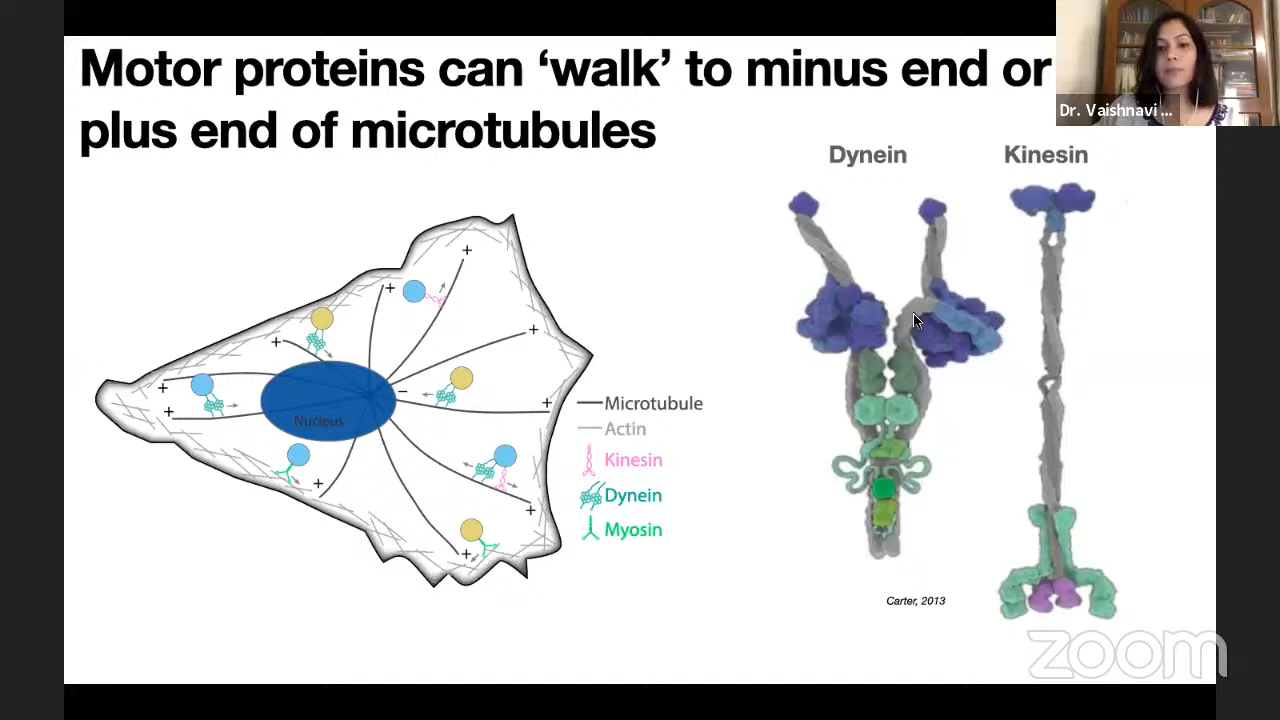 Motor proteins can ‘walk’ to minus end or
plus end of microtubules
Dr. Vaishnavi ...
Dynein
Kinesin
+
+
+
+
+
+
−
+
+
+
+
+
Nucleus
Microtubule
Actin
Kinesin
Dynein
Myosin
Carter, 2013
zoom